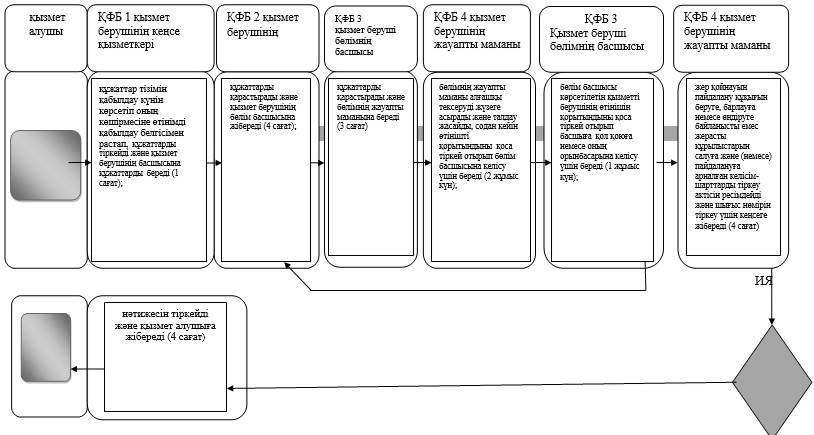 қызмет
алушы
ҚФБ 1 қызмет
берушінің кеңсе
қызметкері
ҚФБ 2 қызмет
берушінің
ҚФБ 3
қызмет беруші
бөлімнің
басшысы
ҚФБ 4 қызмет
берушінің
жауапты маманы
ҚФБ 3
Қызмет беруші
бөлімнің басшысы
ҚФБ 4 қызмет
берушінің
жауапты маманы
құжаттар тізімін
қабылдау күнін
көрсетіп оның
көшірмесіне өтінімді
қабылдау белгісімен
растап, құжаттарды
тіркейді және қызмет
берушінің басшысына
құжаттарды береді (1
сағат);
құжаттарды
қарастырады және
қызмет берушінің
бөлім басшысына
жібереді (4 сағат);
құжаттарды
қарастырады және
бөлімнің жауапты
маманына береді
(3 сағат)
бөлімнің жауапты
маманы алғашқы
тексеруді жүзеге
асырады және талдау
жасайды, содан кейін
өтінішті
қорытындыны қоса
тіркей отырып бөлім
басшысына келісу
үшін береді (2 жұмыс
күн);
бөлім басшысы
көрсетілетін қызметті
берушінің өтінішін
қорытындыны қоса
тіркей отырып
басшыға қол қоюға
немесе оның
орынбасарына келісу
үшін береді (1 жұмыс
күн);
жер қойнауын
пайдалану құқығын
беруге, барлауға
немесе өндіруге
байланысты емес
жерасты
құрылыстарын
салуға және (немесе)
пайдалануға
арналған келісім-
шарттарды тіркеу
актісін ресімдейді
және шығыс нөмірін
тіркеу үшін кеңсеге
жібереді (4 сағат)
ИЯ
нәтижесін тіркейді
және қызмет алушыға
жібереді (4 сағат)